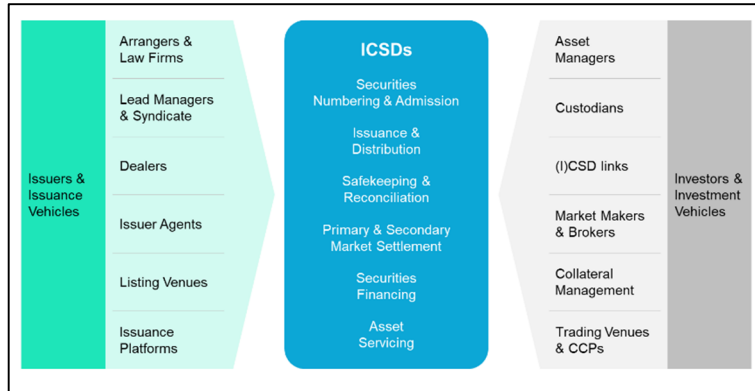 Issuers &
Issuance
Vehicles
Arrangers &
Law Firms
Lead Managers
& Syndicate
Dealers
Issuer Agents
Listing Venues
Issuance
Platforms
ICSDs
Securities
Numbering & Admission
Issuance &
Distribution
Safekeeping &
Reconciliation
Primary & Secondary
Market Settlement
Securities
Financing
Asset
Servicing
Asset
Managers
Custodians
(I)CSD links
Market Makers
& Brokers
Collateral
Management
Trading Venues
& CCPs
Investors &
Investment
Vehicles